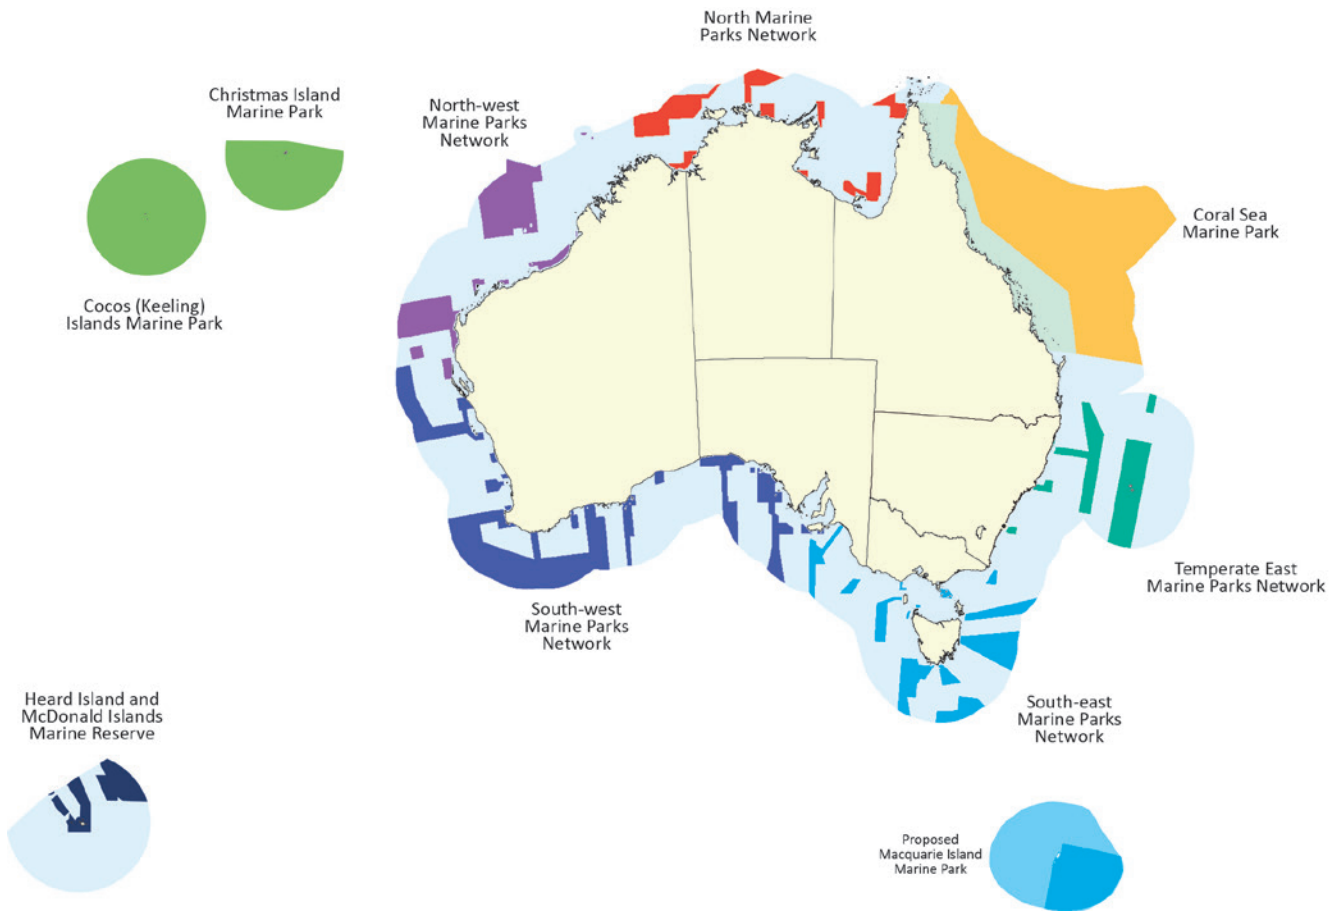 North Marine
Parks Network
Christmas Island
Marine Park
North-west
Marine Parks
Network
Coral Sea
Marine Park
Cocos (Keeling)
Islands Marine Park
Temperate East
Marine Parks Network
South-west
Marine Parks
Network
Heard Island and
McDonald Islands
Marine Reserve
South-east
Marine Parks
Network
Proposed
Macquarie Island
Marine Park